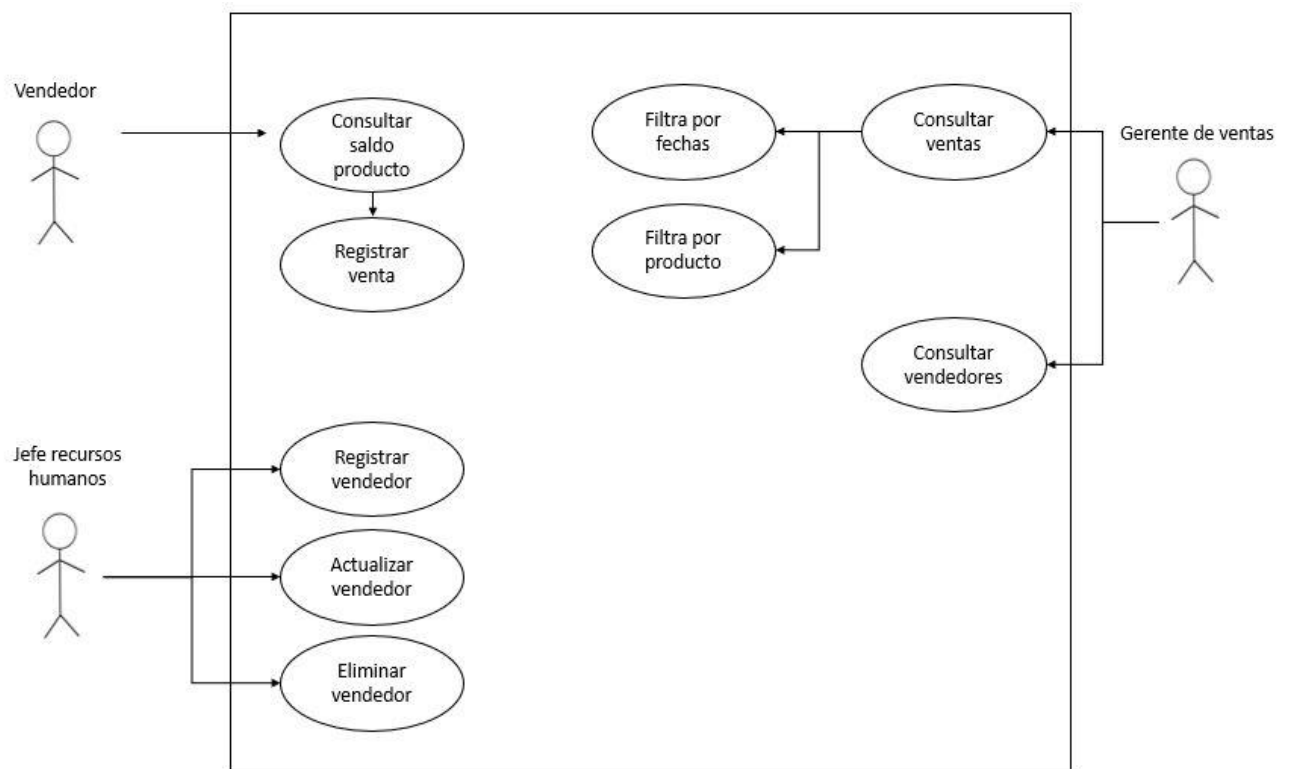 Vendedor
Consultar
saldo
producto
Registrar
venta
Filtra por
fechas
Filtra por
producto
Consultar
ventas
Consultar
vendedores
Gerente de ventas
Jefe recursos
humanos
Registrar
vendedor
Actualizar
vendedor
Eliminar
vendedor